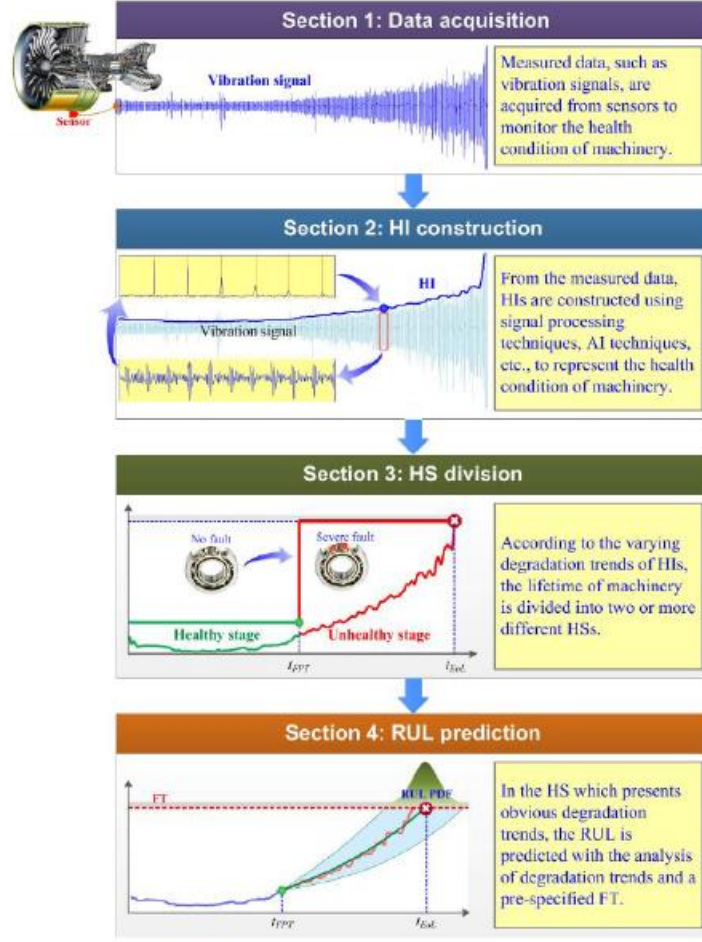 Section 1: Data acquisition
Vibration signal
Sensor
Measured data, such as
vibration signals, are
acquired from sensors to
monitor the health
condition of machinery.
Section 2: HI construction
HI
Vibration signal
From the measured data,
HIs are constructed using
signal processing
techniques, AI techniques,
etc., to represent the health
condition of machinery.
Section 3: HS division
No fault
Severe fault
Healthy stage
Unhealthy stage
tFPT
tEoL
According to the varying
degradation trends of HIs,
the lifetime of machinery
is divided into two or more
different HSs.
Section 4: RUL prediction
RUL PDF
FT
tFPT
tEoL
In the HS which presents
obvious degradation
trends, the RUL is
predicted with the analysis
of degradation trends and a
pre-specified FT.